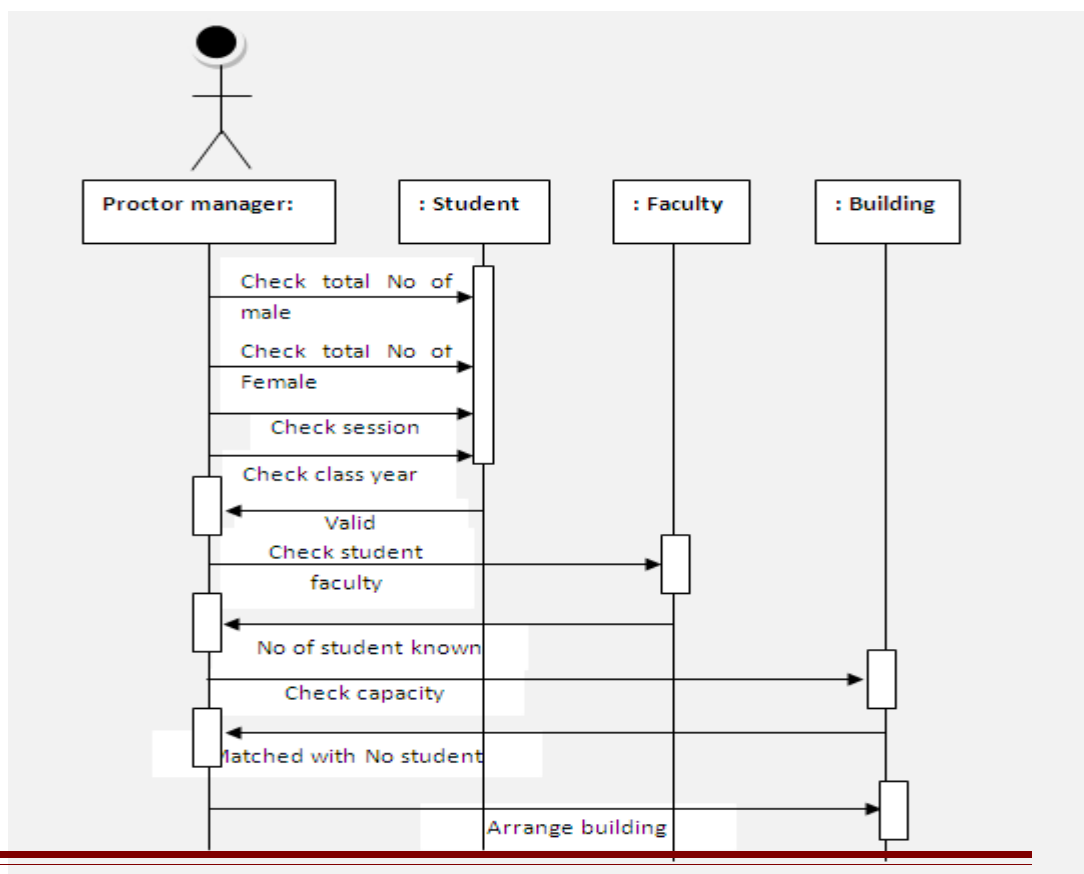 Proctor manager:
: Student
: Faculty
: Building
Check total No of
male
Check total No of
Female
Check session
Check class year
Valid
Check student
faculty
No of student known
Check capacity
Matched with No student
Arrange building